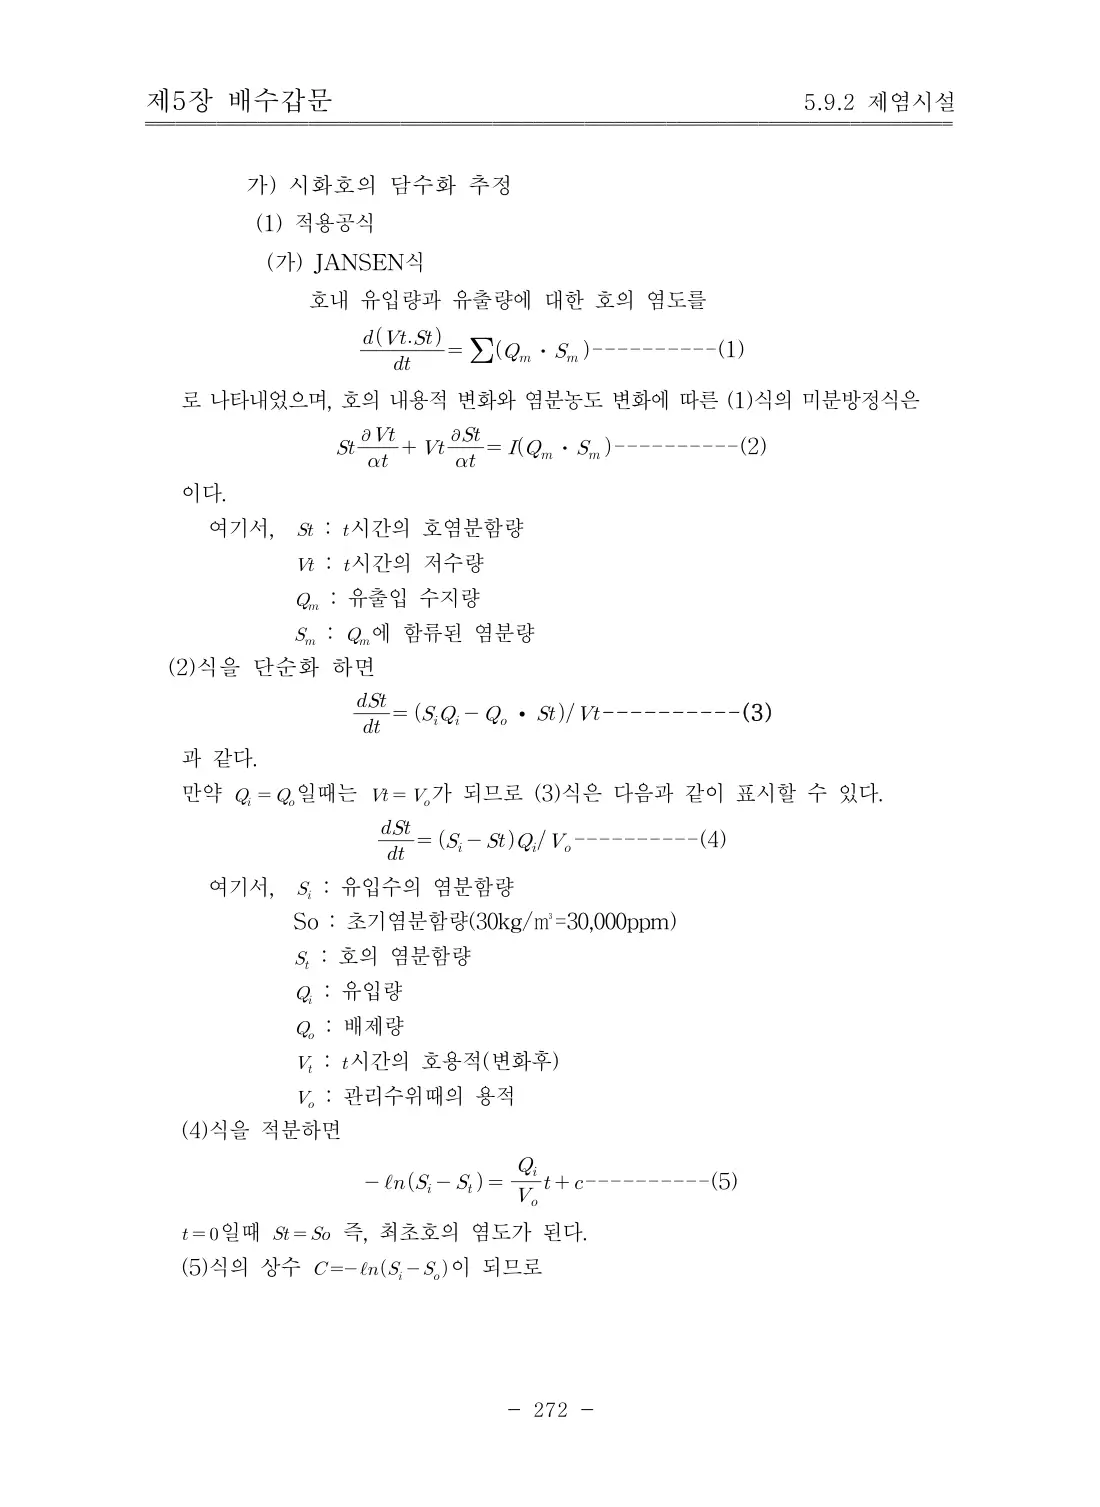 제5장 배수갑문
5.9.2 제염시설
가) 시화호의 담수화 추정
(1) 적용공식
(가) JANSEN식
호내 유입량과 유출량에 대한 호의 염도를
d(Vt.St)/dt = ∑(Qm・Sm)----------(1)
로 나타내었으며, 호의 내용적 변화와 염분농도 변화에 따른 (1)식의 미분방정식은
St ∂Vt/αt + Vt ∂St/αt = I(Qm・Sm)----------(2)
이다.
여기서, St : t시간의 호염분함량
Vt : t시간의 저수량
Qm : 유출입 수지량
Sm : Qm에 함류된 염분량
(2)식을 단순화 하면
dSt/dt = (SiQi - Qo • St)/Vt----------(3)
과 같다.
만약 Qi = Qo일때는 Vt = Vo가 되므로 (3)식은 다음과 같이 표시할 수 있다.
dSt/dt = (Si - St)Qi/Vo----------(4)
여기서, Si : 유입수의 염분함량
So : 초기염분함량(30kg/㎥=30,000ppm)
St : 호의 염분함량
Qi : 유입량
Qo : 배제량
Vt : t시간의 호용적(변화후)
Vo : 관리수위때의 용적
(4)식을 적분하면
-ℓn(Si - St) = Qi/Vo t + c----------(5)
t=0일때 St=So 즉, 최초호의 염도가 된다.
(5)식의 상수 C=-ℓn(Si-So)이 되므로
- 272 -